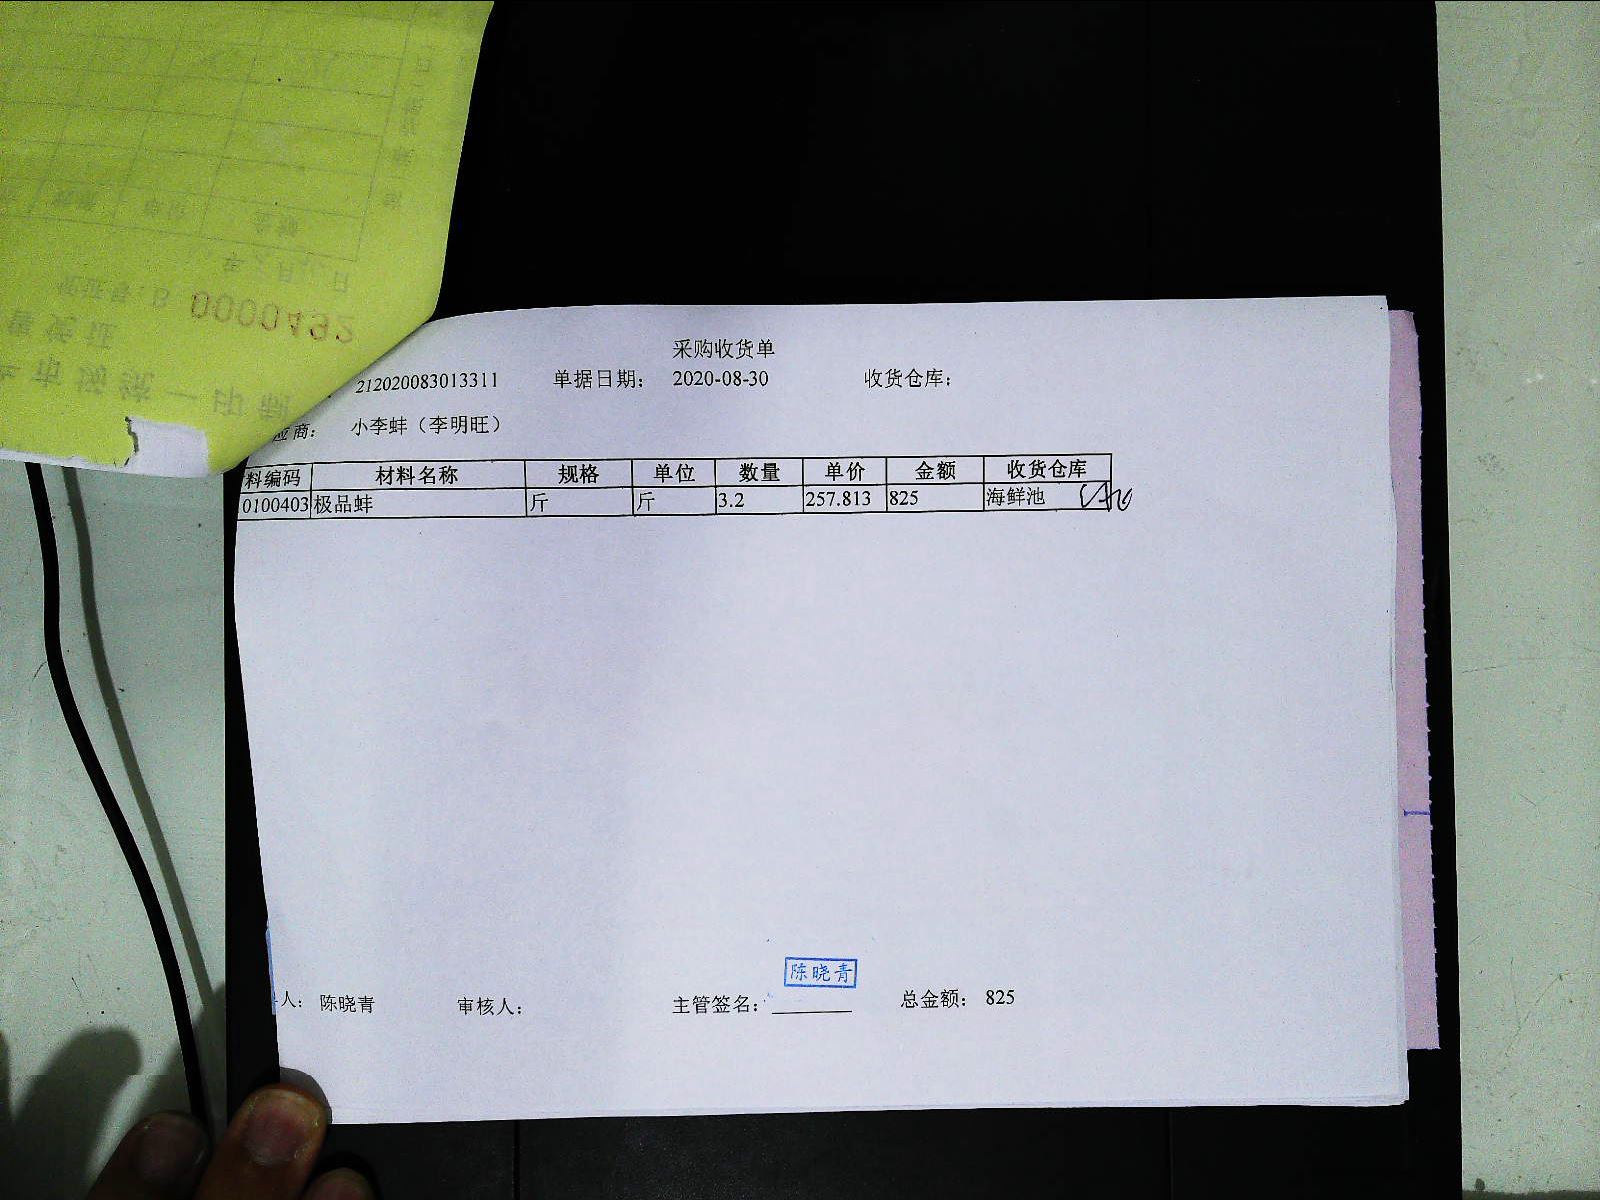 采购收货单
212020083013311 单据日期： 2020-08-30 收货仓库：
应商： 小李蚌（李明旺）
料编码 材料名称 规格 单位 数量 单价 金额 收货仓库
0100403 极品蚌 斤 斤 3.2 257.813 825 海鲜池
陈晓青
人： 陈晓青 审核人： 主管签名： 总金额： 825
0000492